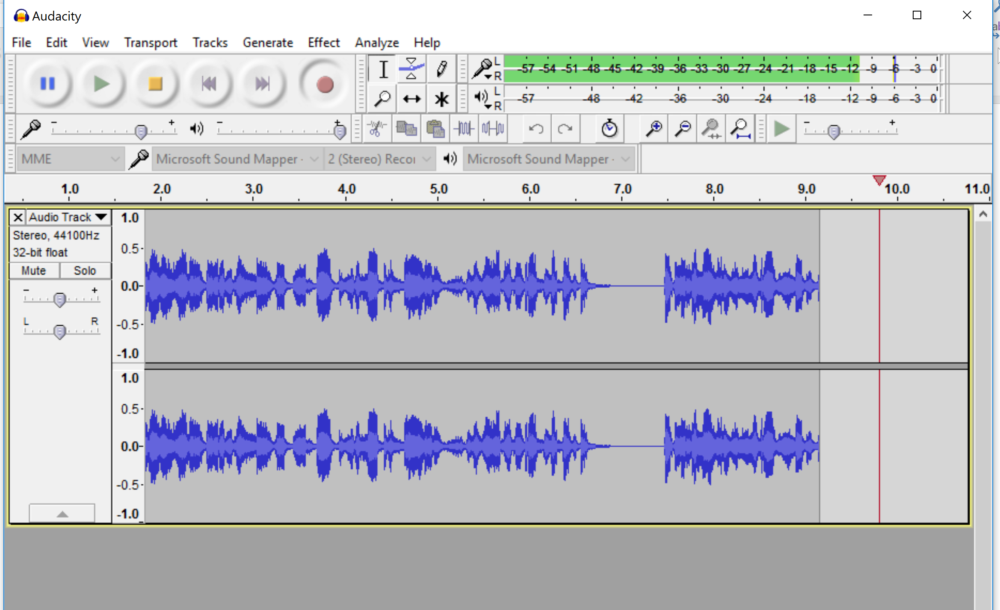 Audacity
File Edit View Transport Tracks Generate Effect Analyze Help
L
R
-57 -54 -51 -48 -45 -42 -39 -36 -33 -30 -27 -24 -21 -18 -15 -12 -9 -6 -3 0
L
R
-57 -48 -42 -36 -30 -24 -18 -12 -9 -6 -3 0
- + - + - +
MME Microsoft Sound Mapper - 2 (Stereo) Recor Microsoft Sound Mapper -
1.0 2.0 3.0 4.0 5.0 6.0 7.0 8.0 9.0 10.0 11.0
X Audio Track
Stereo, 44100Hz
32-bit float
Mute Solo
- +
L R
1.0
0.5-
0.0-
-0.5-
-1.0
1.0
0.5-
0.0-
-0.5-
-1.0